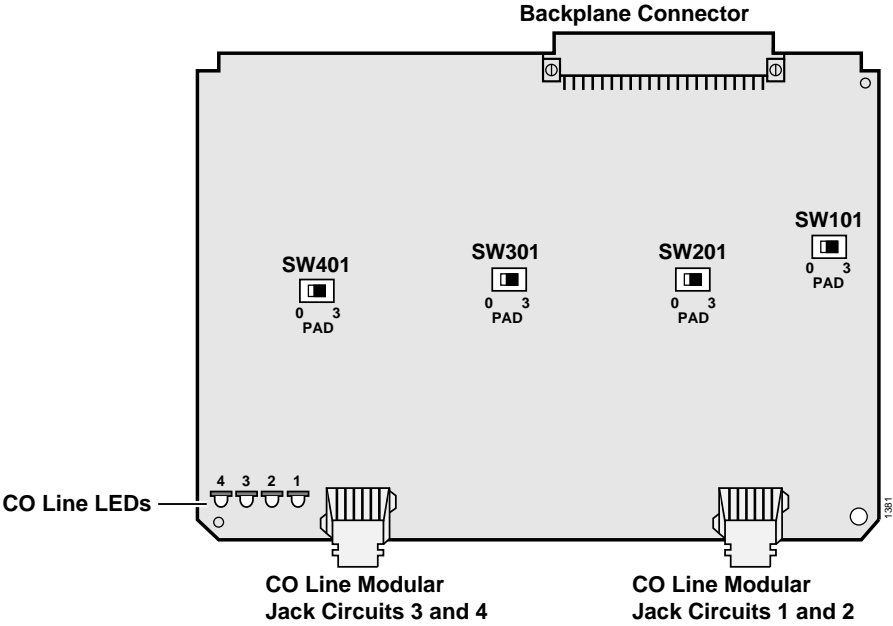 Backplane Connector
SW101
0 3
PAD
SW401
0 3
PAD
SW301
0 3
PAD
SW201
0 3
PAD
4 3 2 1
CO Line LEDs
1381
CO Line Modular
Jack Circuits 3 and 4
CO Line Modular
Jack Circuits 1 and 2